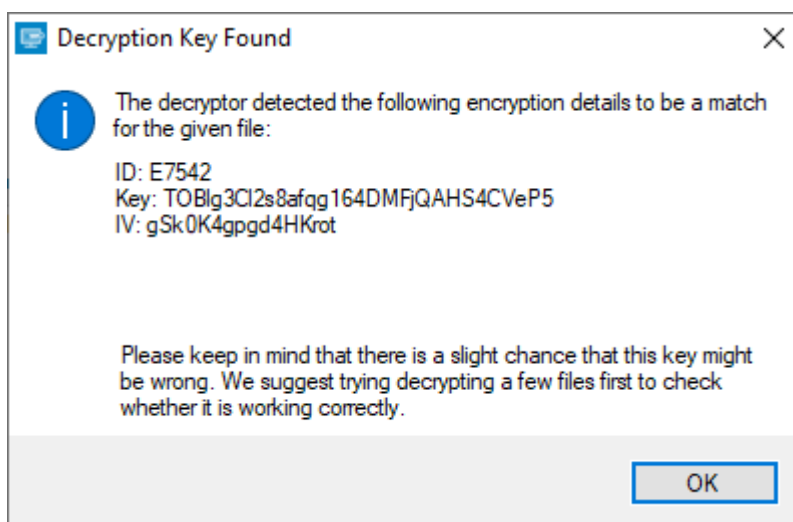 Decryption Key Found
The decryptor detected the following encryption details to be a match
for the given file:
ID: E7542
Key: TOBlg3Cl2s8afqg164DMFjQAHS4CVeP5
IV: gSk0K4gpgd4HKrot
Please keep in mind that there is a slight chance that this key might
be wrong. We suggest trying decrypting a few files first to check
whether it is working correctly.
OK